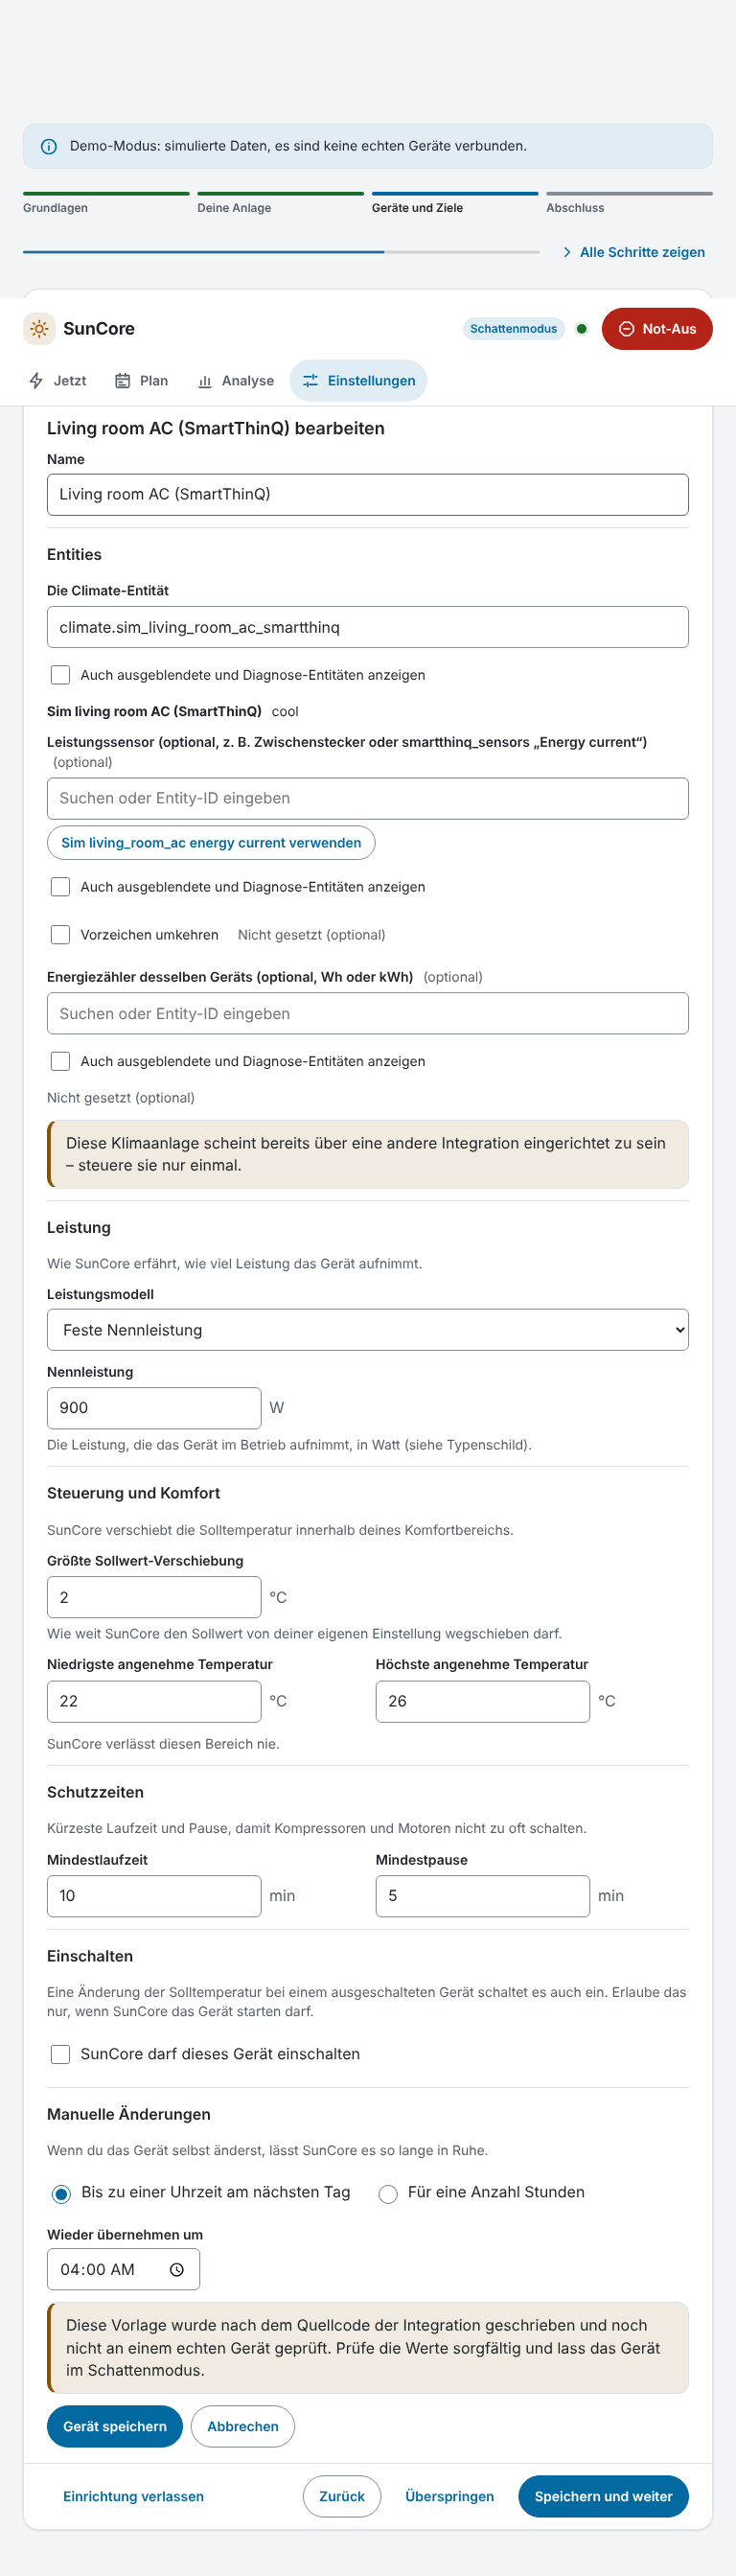 Demo-Modus: simulierte Daten, es sind keine echten Geräte verbunden.
Grundlagen
Deine Anlage
Geräte und Ziele
Abschluss
Alle Schritte zeigen
SunCore
Schattenmodus
Not-Aus
Jetzt
Plan
Analyse
Einstellungen
Living room AC (SmartThinQ) bearbeiten
Name
Living room AC (SmartThinQ)
Entities
Die Climate-Entität
climate.sim_living_room_ac_smartthinq
Auch ausgeblendete und Diagnose-Entitäten anzeigen
Sim living room AC (SmartThinQ) cool
Leistungssensor (optional, z. B. Zwischenstecker oder smartthinq_sensors „Energy current“)
(optional)
Suchen oder Entity-ID eingeben
Sim living_room_ac energy current verwenden
Auch ausgeblendete und Diagnose-Entitäten anzeigen
Vorzeichen umkehren Nicht gesetzt (optional)
Energiezähler desselben Geräts (optional, Wh oder kWh) (optional)
Suchen oder Entity-ID eingeben
Auch ausgeblendete und Diagnose-Entitäten anzeigen
Nicht gesetzt (optional)
Diese Klimaanlage scheint bereits über eine andere Integration eingerichtet zu sein
– steuere sie nur einmal.
Leistung
Wie SunCore erfährt, wie viel Leistung das Gerät aufnimmt.
Leistungsmodell
Feste Nennleistung
Nennleistung
900 W
Die Leistung, die das Gerät im Betrieb aufnimmt, in Watt (siehe Typenschild).
Steuerung und Komfort
SunCore verschiebt die Solltemperatur innerhalb deines Komfortbereichs.
Größte Sollwert-Verschiebung
2 °C
Wie weit SunCore den Sollwert von deiner eigenen Einstellung wegschieben darf.
Niedrigste angenehme Temperatur Höchste angenehme Temperatur
22 °C 26 °C
SunCore verlässt diesen Bereich nie.
Schutzzeiten
Kürzeste Laufzeit und Pause, damit Kompressoren und Motoren nicht zu oft schalten.
Mindestlaufzeit Mindestpause
10 min 5 min
Einschalten
Eine Änderung der Solltemperatur bei einem ausgeschalteten Gerät schaltet es auch ein. Erlaube das
nur, wenn SunCore das Gerät starten darf.
SunCore darf dieses Gerät einschalten
Manuelle Änderungen
Wenn du das Gerät selbst änderst, lässt SunCore es so lange in Ruhe.
Bis zu einer Uhrzeit am nächsten Tag Für eine Anzahl Stunden
Wieder übernehmen um
04:00 AM
Diese Vorlage wurde nach dem Quellcode der Integration geschrieben und noch
nicht an einem echten Gerät geprüft. Prüfe die Werte sorgfältig und lass das Gerät
im Schattenmodus.
Gerät speichern Abbrechen
Einrichtung verlassen Zurück Überspringen Speichern und weiter